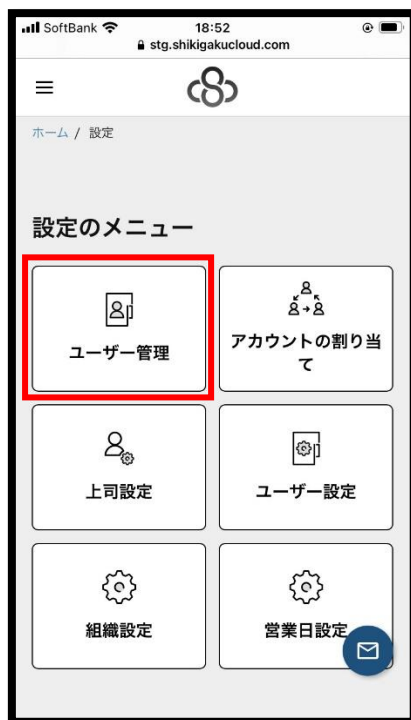 SoftBank 18:52
stg.shikigakucloud.com
ホーム / 設定
設定のメニュー
ユーザー管理
アカウントの割り当
て
上司設定
ユーザー設定
組織設定
営業日設定